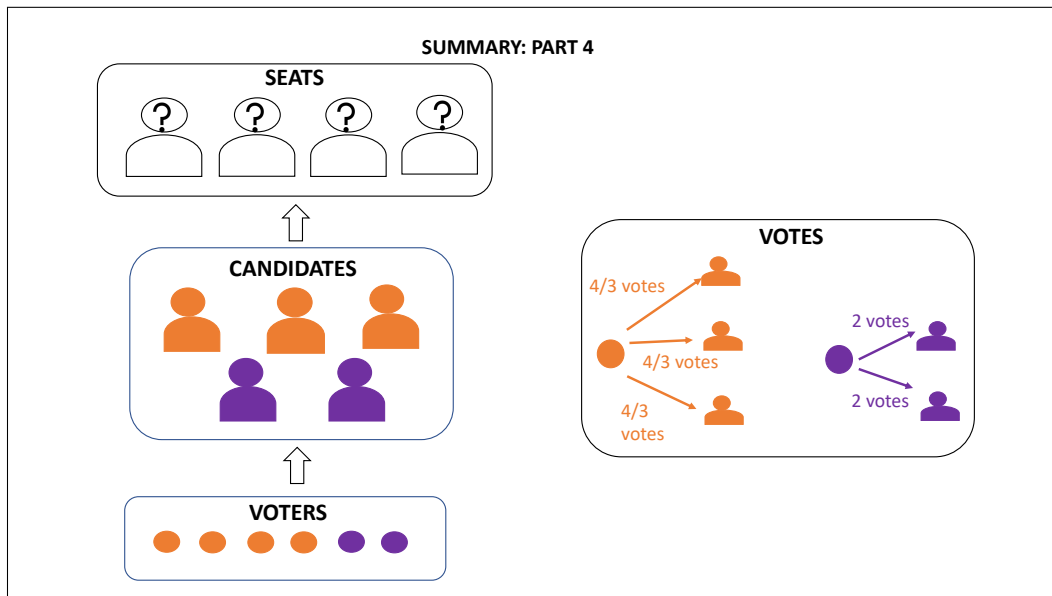 SUMMARY: PART 4
SEATS
? ? ? ?
CANDIDATES
VOTERS
VOTES
4/3 votes
4/3 votes
4/3
votes
2 votes
2 votes